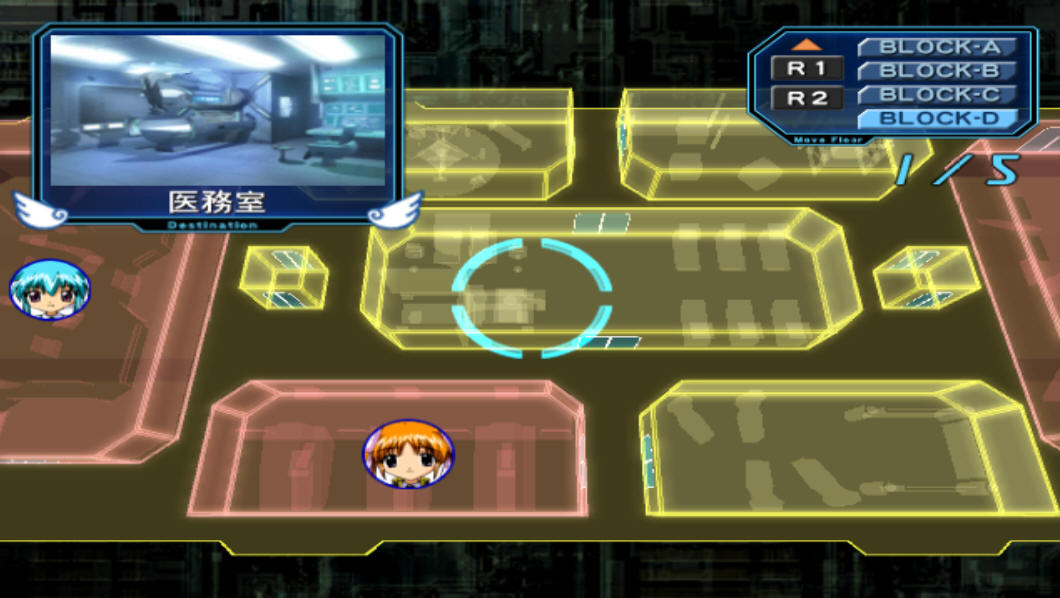 医務室
Destination
R1
R2
BLOCK-A
BLOCK-B
BLOCK-C
BLOCK-D
Move Floor
1/5